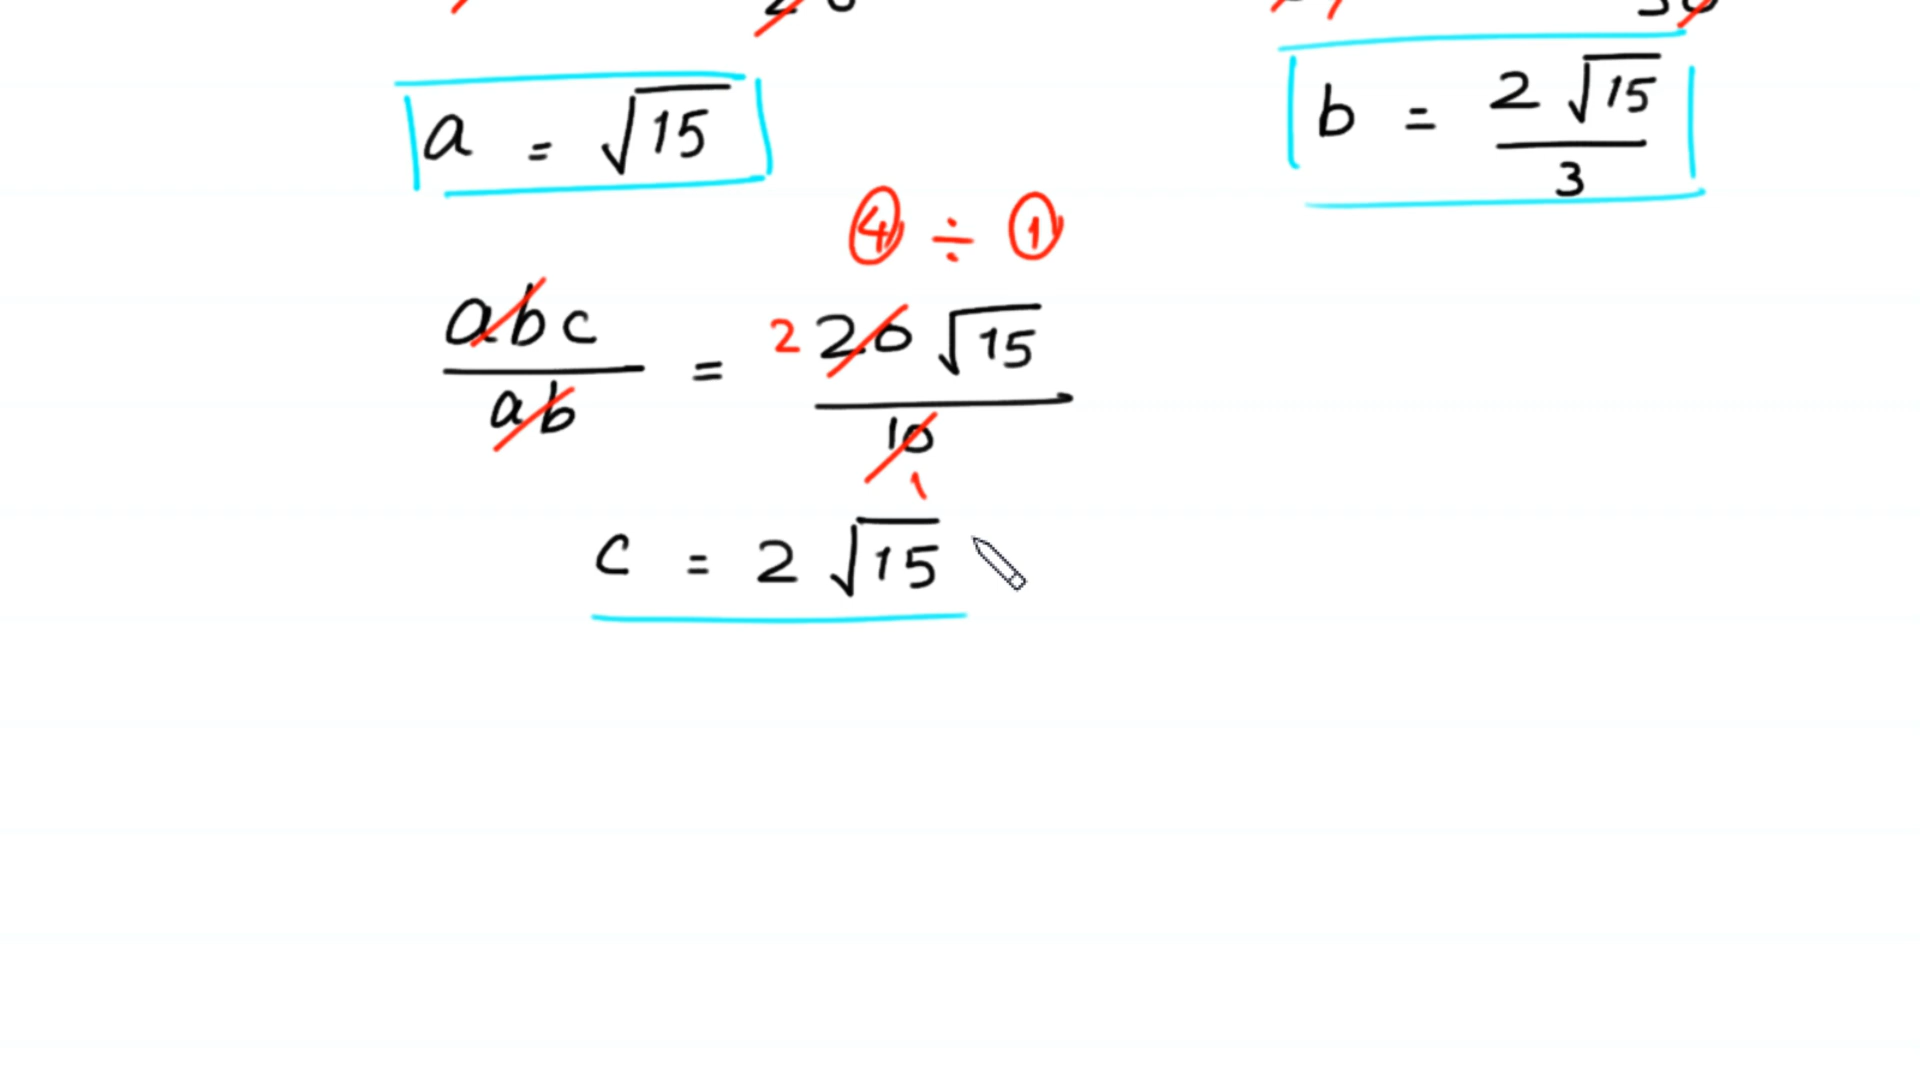 a = √15
b = 2√15 / 3
④ ÷ ①
abc / ab = 2 20√15 / 10 1
c = 2√15